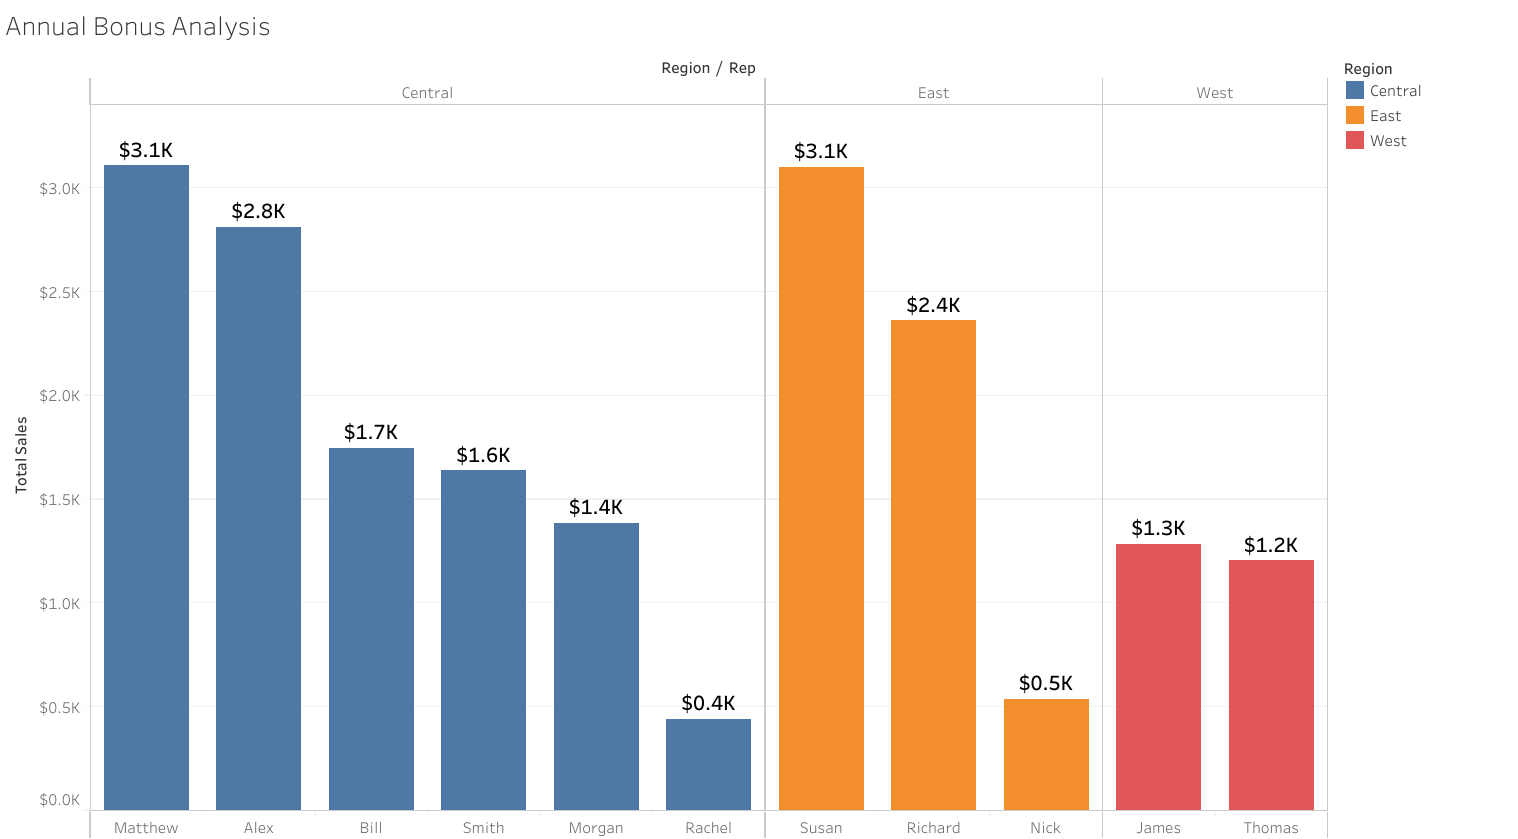 Annual Bonus Analysis
Region / Rep
Central East West
Region
Central
East
West
$3.1K $2.8K $1.7K $1.6K $1.4K $0.4K $3.1K $2.4K $0.5K $1.3K $1.2K
Total Sales
$3.0K
$2.5K
$2.0K
$1.5K
$1.0K
$0.5K
$0.0K
Matthew Alex Bill Smith Morgan Rachel Susan Richard Nick James Thomas